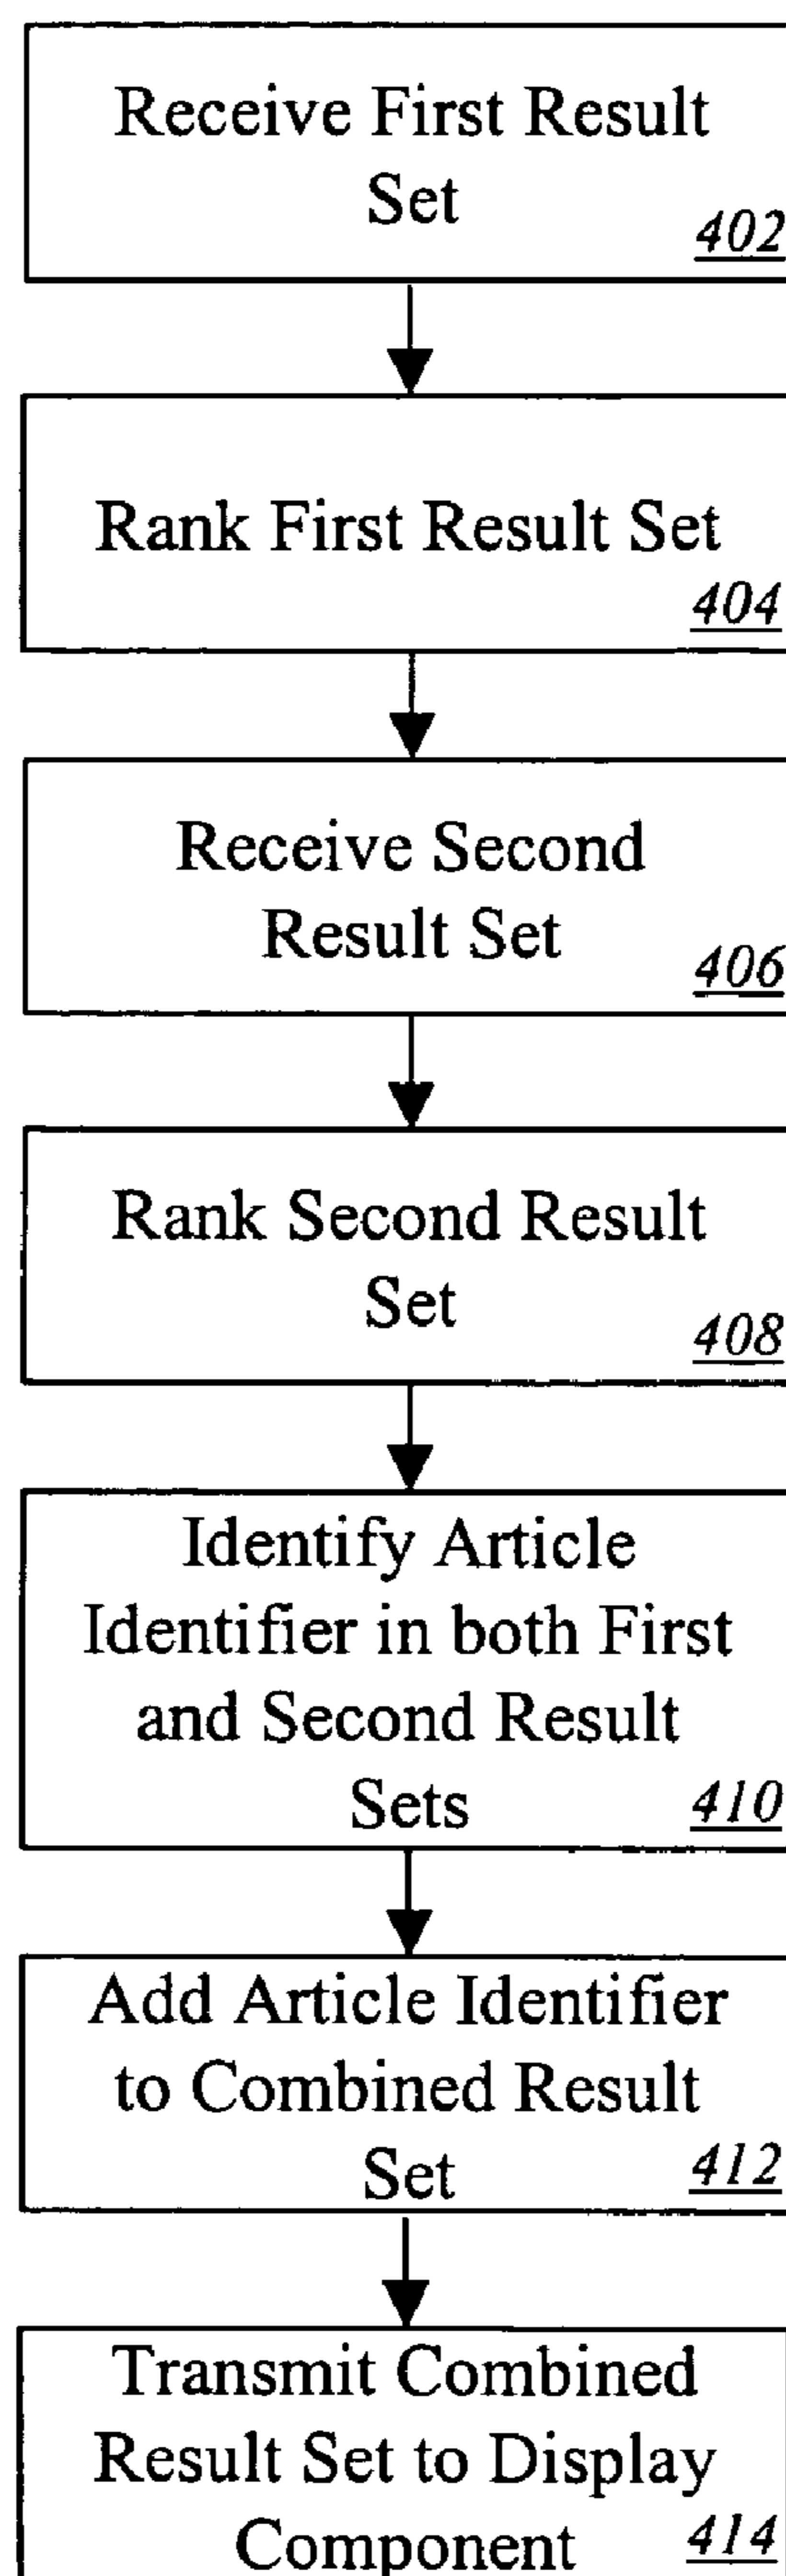 Receive First Result
Set
402
Rank First Result Set
404
Receive Second
Result Set
406
Rank Second Result
Set
408
Identify Article
Identifier in both First
and Second Result
Sets
410
Add Article Identifier
to Combined Result
Set
412
Transmit Combined
Result Set to Display
Component
414